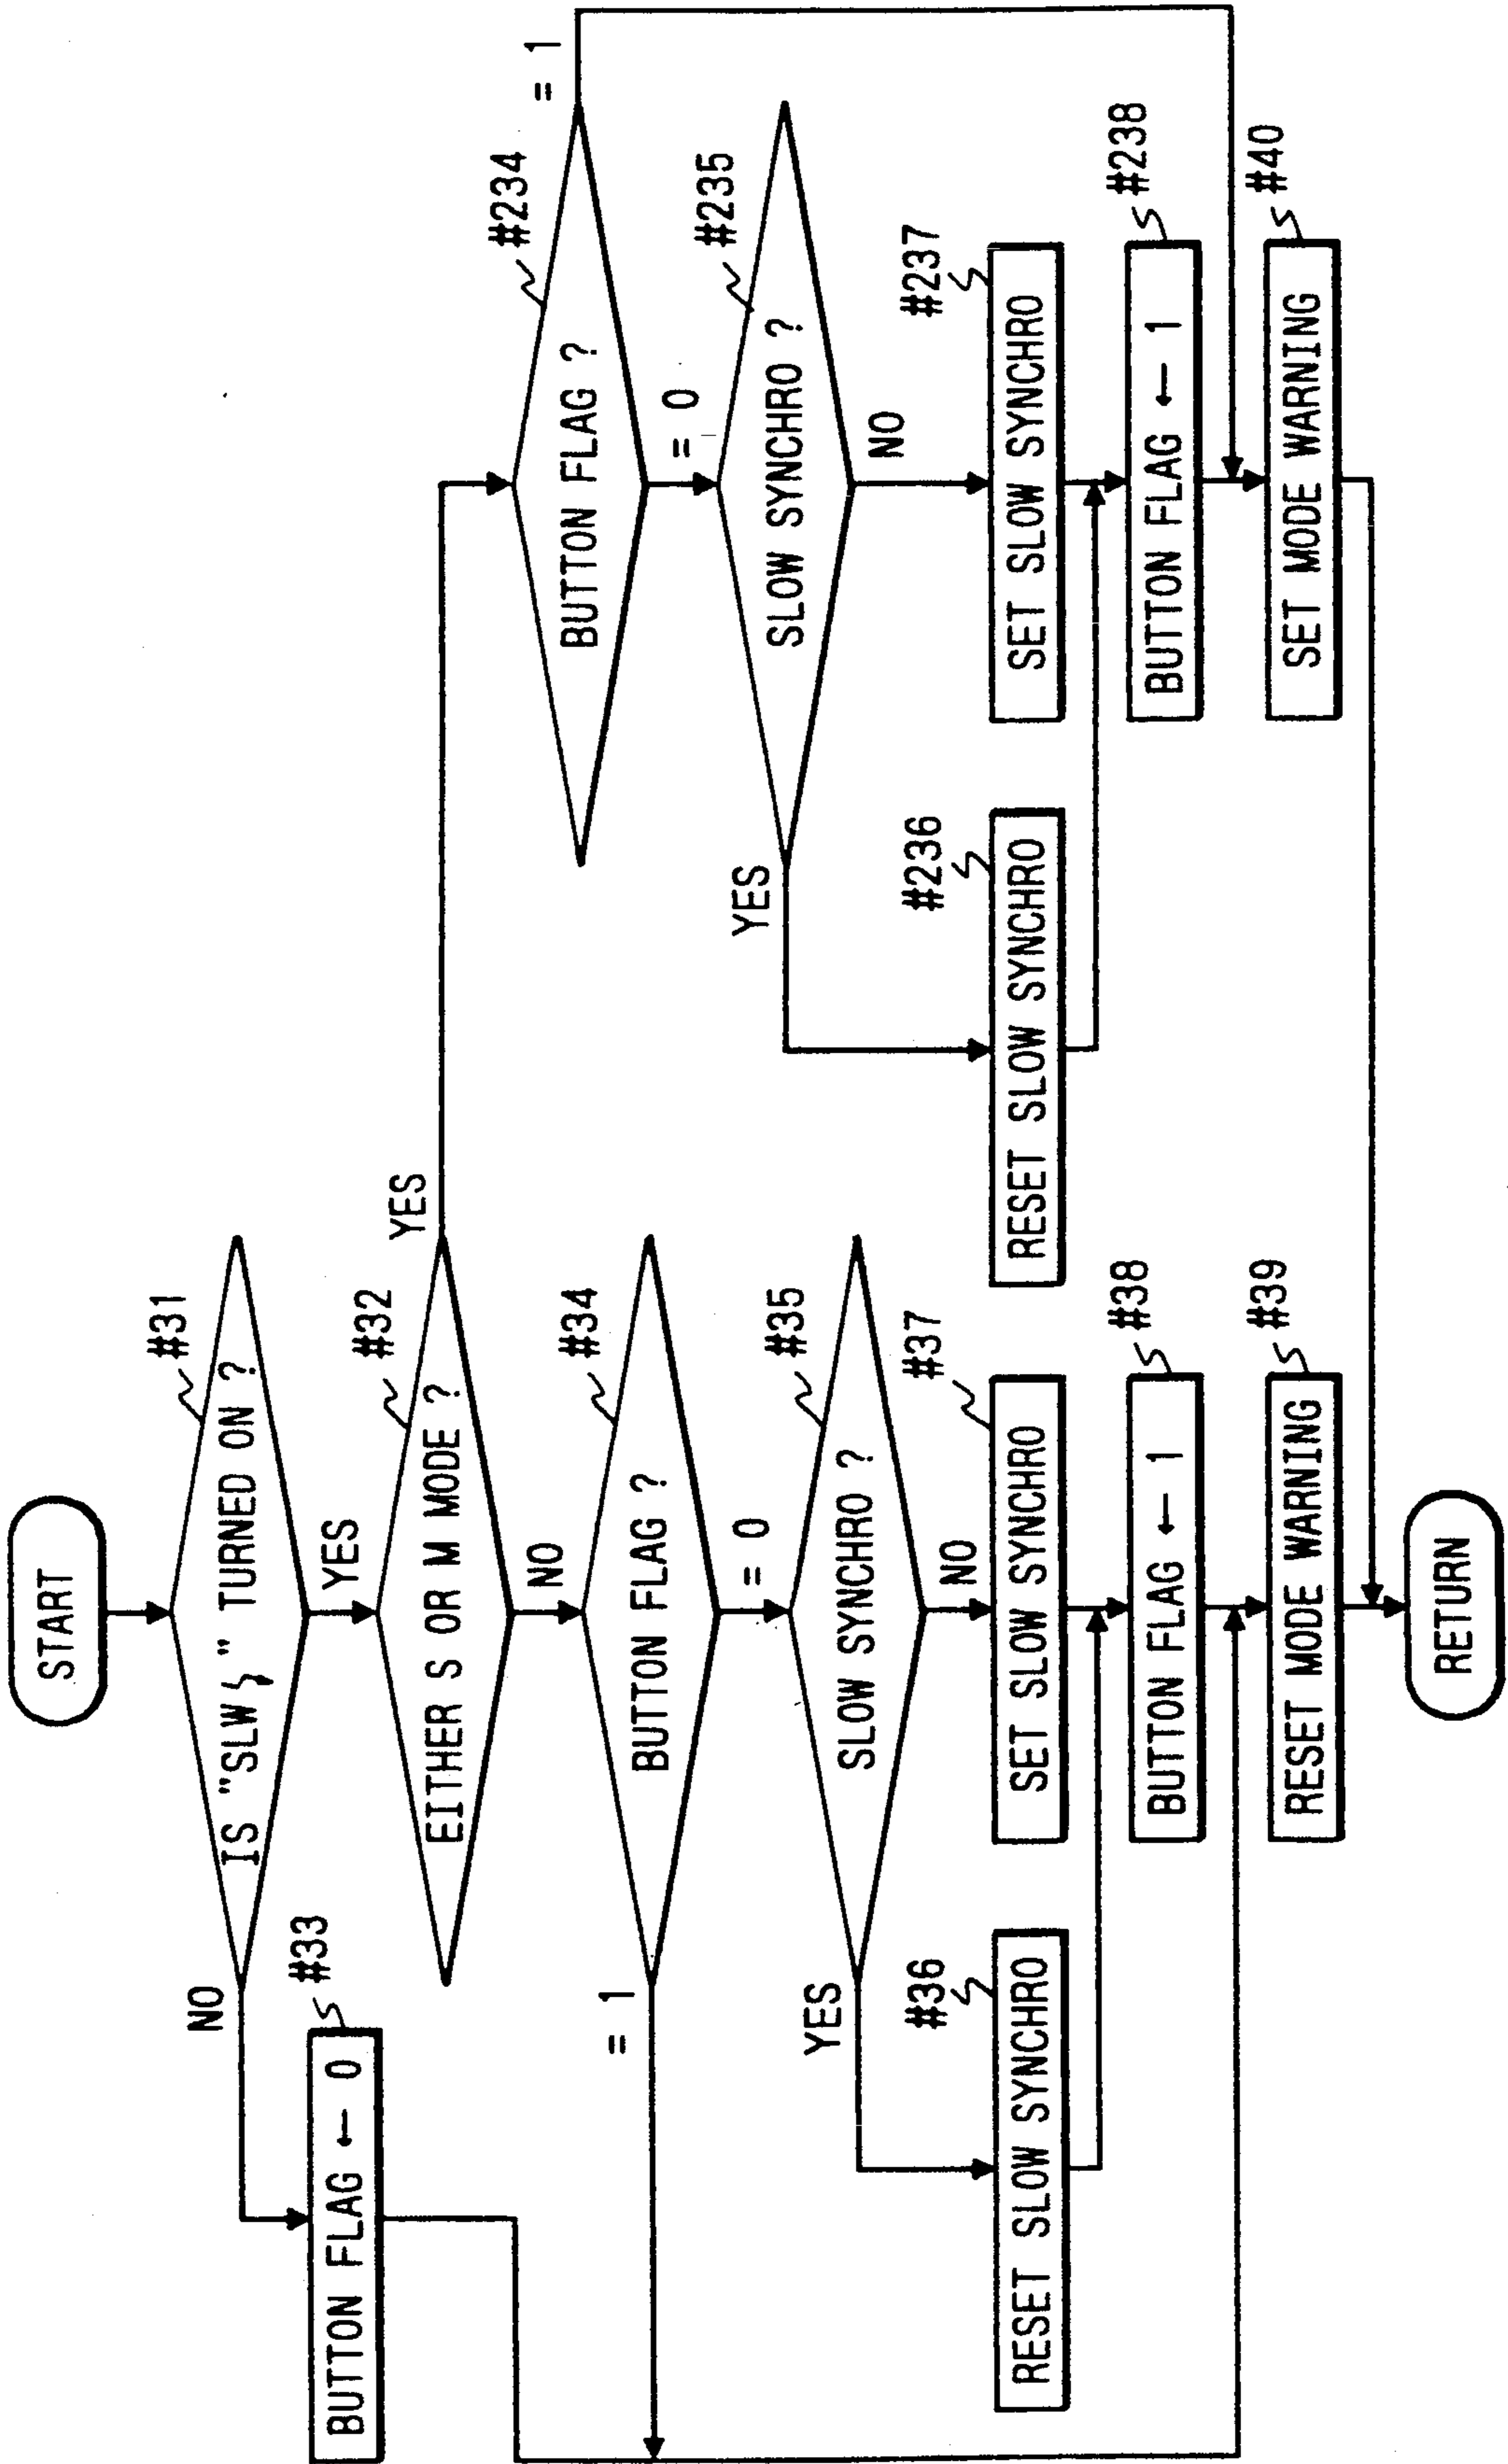 START
#31
IS "SLW " TURNED ON ?
NO
YES
#33
BUTTON FLAG ← 0
#32
EITHER S OR M MODE ?
YES
NO
#34
BUTTON FLAG ?
= 1
= 0
#35
SLOW SYNCHRO ?
YES
NO
#36
RESET SLOW SYNCHRO
#37
SET SLOW SYNCHRO
#38
BUTTON FLAG ← 1
#39
RESET MODE WARNING
RETURN
#234
BUTTON FLAG ?
= 1
= 0
#235
SLOW SYNCHRO ?
YES
NO
#236
RESET SLOW SYNCHRO
#237
SET SLOW SYNCHRO
#238
BUTTON FLAG ← 1
#40
SET MODE WARNING